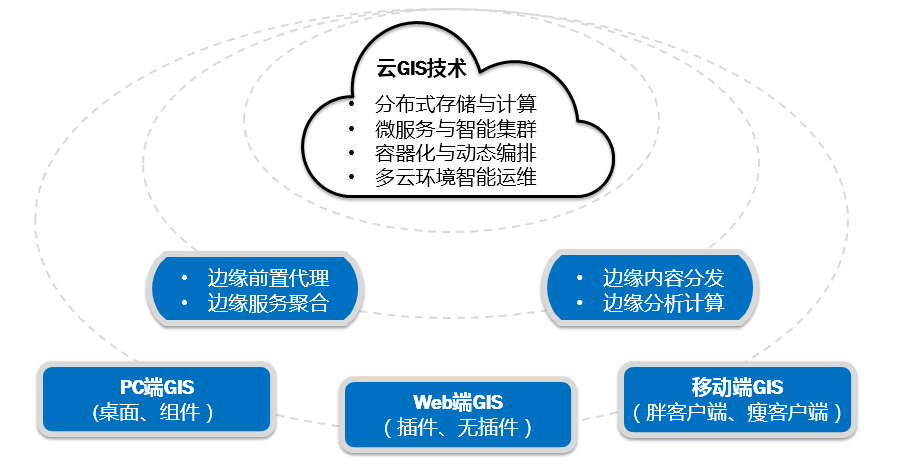 云GIS技术
• 分布式存储与计算
• 微服务与智能集群
• 容器化与动态编排
• 多云环境智能运维
• 边缘前置代理
• 边缘服务聚合
• 边缘内容分发
• 边缘分析计算
PC端GIS
(桌面、组件）
Web端GIS
（插件、无插件）
移动端GIS
（胖客户端、瘦客户端）